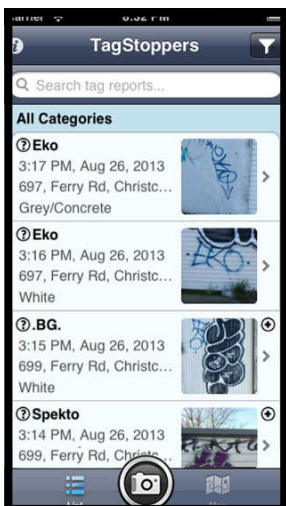 TagStoppers
Search tag reports...
All Categories
Eko
3:17 PM, Aug 26, 2013
697, Ferry Rd, Christc...
Grey/Concrete
Eko
3:16 PM, Aug 26, 2013
697, Ferry Rd, Christc...
White
.BG.
3:15 PM, Aug 26, 2013
699, Ferry Rd, Christc...
White
Spekto
3:14 PM, Aug 26, 2013
699, Ferry Rd, Christc...